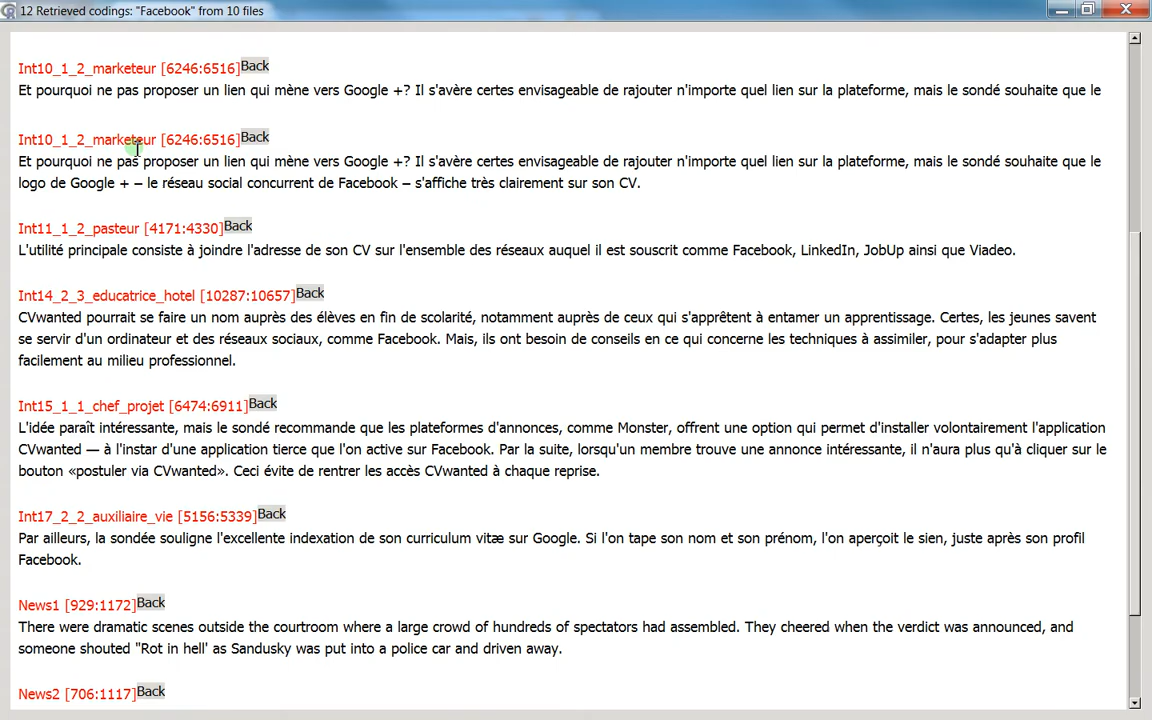 12 Retrieved codings: "Facebook" from 10 files
Int10_1_2_marketeur [6246:6516]Back
Et pourquoi ne pas proposer un lien qui mène vers Google +? Il s'avère certes envisageable de rajouter n'importe quel lien sur la plateforme, mais le sondé souhaite que le
Int10_1_2_marketeur [6246:6516]Back
Et pourquoi ne pas proposer un lien qui mène vers Google +? Il s'avère certes envisageable de rajouter n'importe quel lien sur la plateforme, mais le sondé souhaite que le
logo de Google + – le réseau social concurrent de Facebook – s'affiche très clairement sur son CV.
Int11_1_2_pasteur [4171:4330]Back
L'utilité principale consiste à joindre l'adresse de son CV sur l'ensemble des réseaux auquel il est souscrit comme Facebook, LinkedIn, JobUp ainsi que Viadeo.
Int14_2_3_educatrice_hotel [10287:10657]Back
CVwanted pourrait se faire un nom auprès des élèves en fin de scolarité, notamment auprès de ceux qui s'apprêtent à entamer un apprentissage. Certes, les jeunes savent
se servir d'un ordinateur et des réseaux sociaux, comme Facebook. Mais, ils ont besoin de conseils en ce qui concerne les techniques à assimiler, pour s'adapter plus
facilement au milieu professionnel.
Int15_1_1_chef_projet [6474:6911]Back
L'idée paraît intéressante, mais le sondé recommande que les plateformes d'annonces, comme Monster, offrent une option qui permet d'installer volontairement l'application
CVwanted — à l'instar d'une application tierce que l'on active sur Facebook. Par la suite, lorsqu'un membre trouve une annonce intéressante, il n'aura plus qu'à cliquer sur le
bouton «postuler via CVwanted». Ceci évite de rentrer les accès CVwanted à chaque reprise.
Int17_2_2_auxiliaire_vie [5156:5339]Back
Par ailleurs, la sondée souligne l'excellente indexation de son curriculum vitæ sur Google. Si l'on tape son nom et son prénom, l'on aperçoit le sien, juste après son profil
Facebook.
News1 [929:1172]Back
There were dramatic scenes outside the courtroom where a large crowd of hundreds of spectators had assembled. They cheered when the verdict was announced, and
someone shouted "Rot in hell' as Sandusky was put into a police car and driven away.
News2 [706:1117]Back